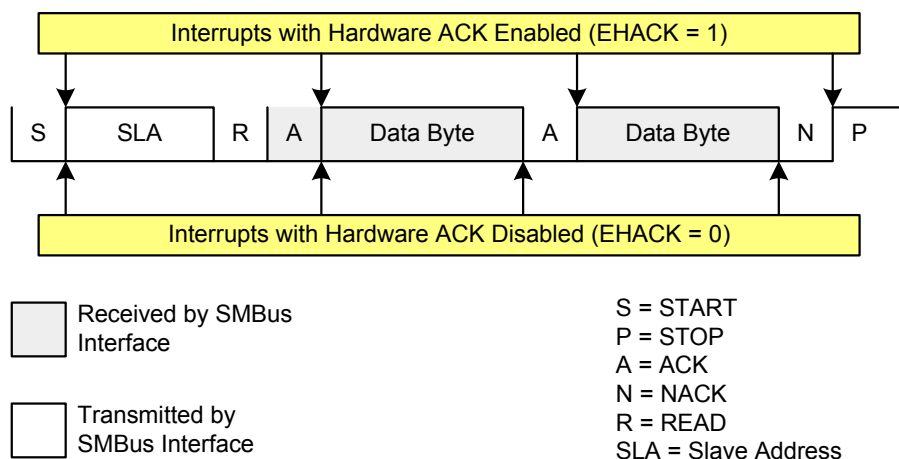 Interrupts with Hardware ACK Enabled (EHACK = 1)
S SLA R A Data Byte A Data Byte N P
Interrupts with Hardware ACK Disabled (EHACK = 0)
Received by SMBus
Interface
Transmitted by
SMBus Interface
S = START
P = STOP
A = ACK
N = NACK
R = READ
SLA = Slave Address